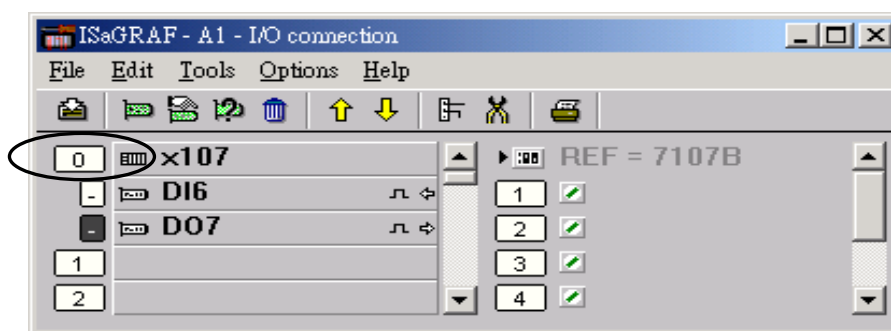 ISaGRAF - A1 - I/O connection
File Edit Tools Options Help
0 x107
- DI6
- DO7
1
2
REF = 7107B
1
2
3
4